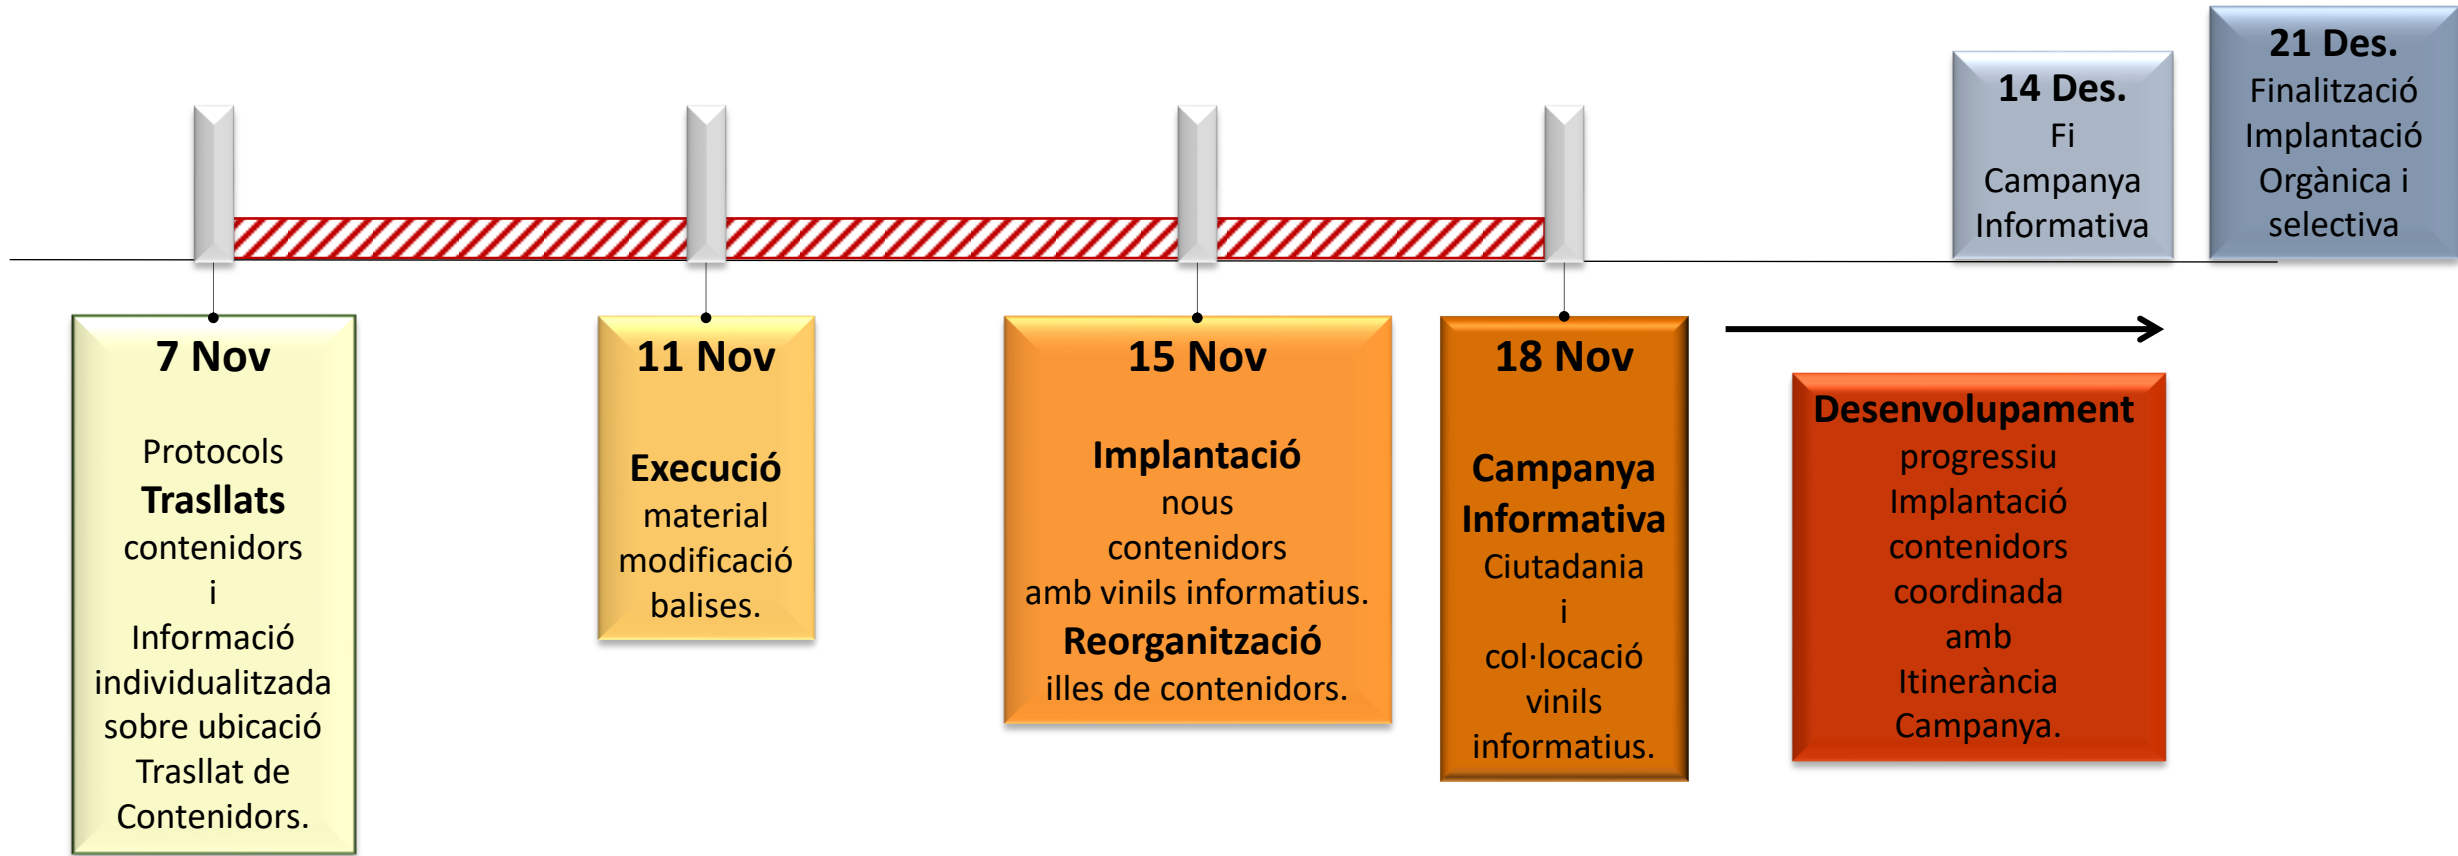 14 Des.
Fi
Campanya
Informativa
21 Des.
Finalització
Implantació
Orgànica i
selectiva
7 Nov
Protocols
Trasllats
contenidors
i
Informació
individualitzada
sobre ubicació
Trasllat de
Contenidors.
11 Nov
Execució
material
modificació
balises.
15 Nov
Implantació
nous
contenidors
amb vinils informatius.
Reorganització
illes de contenidors.
18 Nov
Campanya
Informativa
Ciutadania
i
col·locació
vinils
informatius.
Desenvolupament
progressiu
Implantació
contenidors
coordinada
amb
Itinerància
Campanya.